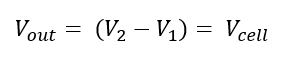 V_out = (V_2 − V_1) = V_cell